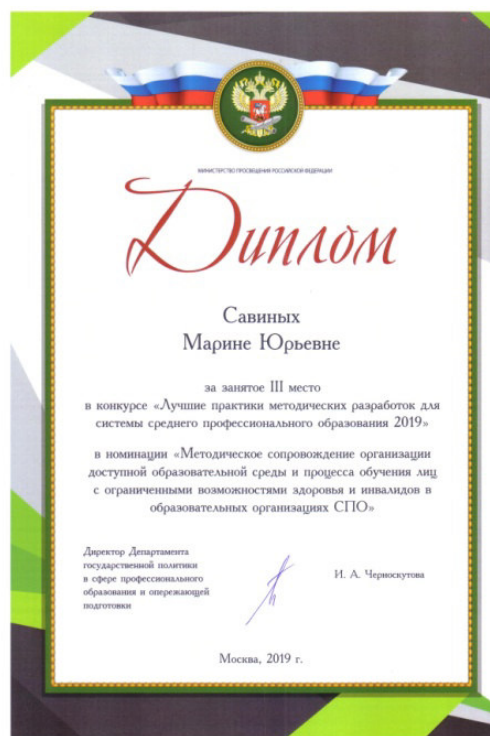 МИНИСТЕРСТВО ПРОСВЕЩЕНИЯ РОССИЙСКОЙ ФЕДЕРАЦИИ
Диплом
Савиных
Марине Юрьевне
за занятое III место
в конкурсе «Лучшие практики методических разработок для
системы среднего профессионального образования 2019»
в номинации «Методическое сопровождение организации
доступной образовательной среды и процесса обучения лиц
с ограниченными возможностями здоровья и инвалидов в
образовательных организациях СПО»
Директор Департамента
государственной политики
в сфере профессионального
образования и опережающей
подготовки
И. А. Черноскутова
Москва, 2019 г.